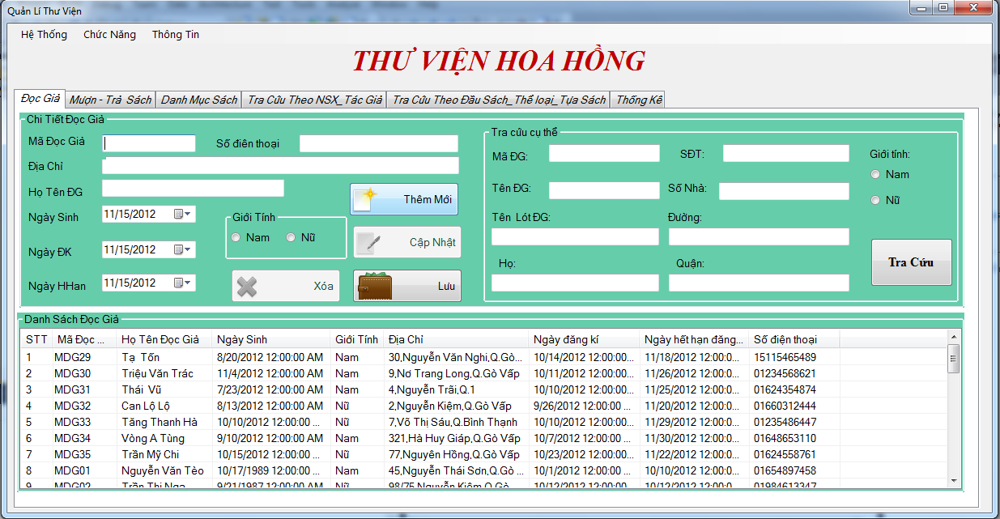 Quản Lí Thư Viện
Hệ Thống Chức Năng Thông Tin
THƯ VIỆN HOA HỒNG
Đọc Giả Mượn - Trả Sách Danh Mục Sách Tra Cứu Theo NSX_Tác Giả Tra Cứu Theo Đầu Sách_Thể loại_Tựa Sách Thống Kê
Chi Tiết Đọc Giả
Mã Đọc Giả Số điện thoại
Địa Chỉ
Họ Tên ĐG
Ngày Sinh 11/15/2012
Ngày ĐK 11/15/2012
Ngày HHan 11/15/2012
Giới Tính
Nam Nữ
Thêm Mới
Cập Nhật
Xóa Lưu
Tra cứu cụ thể
Mã ĐG: SĐT: Giới tính:
Nam
Tên ĐG: Số Nhà:
Nữ
Tên Lót ĐG: Đường:
Họ: Quận:
Tra Cứu
Danh Sách Đọc Giả
STT Mã Đọc ... Họ Tên Đọc Giả Ngày Sinh Giới Tính Địa Chỉ Ngày đăng kí Ngày hết hạn đăng... Số điện thoại
1 MDG29 Tạ Tốn 8/20/2012 12:00:00 AM Nam 30,Nguyễn Văn Nghi,Q.Gò... 10/14/2012 12:00:00... 11/18/2012 12:00:0... 15115465489
2 MDG30 Triệu Văn Trác 11/4/2012 12:00:00 AM Nam 9,Nơ Trang Long,Q.Gò Vấp 10/11/2012 12:00:00... 11/26/2012 12:00:0... 01234568621
3 MDG31 Thái Vũ 7/23/2012 12:00:00 AM Nam 4,Nguyễn Trãi,Q.1 10/10/2012 12:00:00... 11/25/2012 12:00:0... 01624354874
4 MDG32 Can Lộ Lộ 8/13/2012 12:00:00 AM Nữ 2,Nguyễn Kiệm,Q.Gò Vấp 9/26/2012 12:00:00 ... 11/20/2012 12:00:0... 01660312444
5 MDG33 Tăng Thanh Hà 10/10/2012 12:00:00 ... Nữ 7,Võ Thị Sáu,Q.Bình Thạnh 10/10/2012 12:00:00... 11/29/2012 12:00:0... 01235486447
6 MDG34 Vòng A Tùng 9/10/2012 12:00:00 AM Nam 321,Hà Huy Giáp,Q.Gò Vấp 10/7/2012 12:00:00 ... 11/30/2012 12:00:0... 01648653110
7 MDG35 Trần Mỹ Chi 10/15/2012 12:00:00 ... Nữ 77,Nguyên Hồng,Q.Gò Vấp 10/23/2012 12:00:00... 11/22/2012 12:00:0... 01624558761
8 MDG01 Nguyễn Văn Tèo 10/17/1989 12:00:00 ... Nam 45,Nguyễn Thái Sơn,Q.Gò ... 10/1/2012 12:00:00 ... 10/10/2012 12:00:0... 01654897458
9 MDG02 Trần Thị Nga 9/21/1987 12:00:00 AM Nữ 98/75,Nguyễn Kiệm,Q.Gò 10/12/2012 12:00:00... 10/12/2012 12:00:0... 01984613347